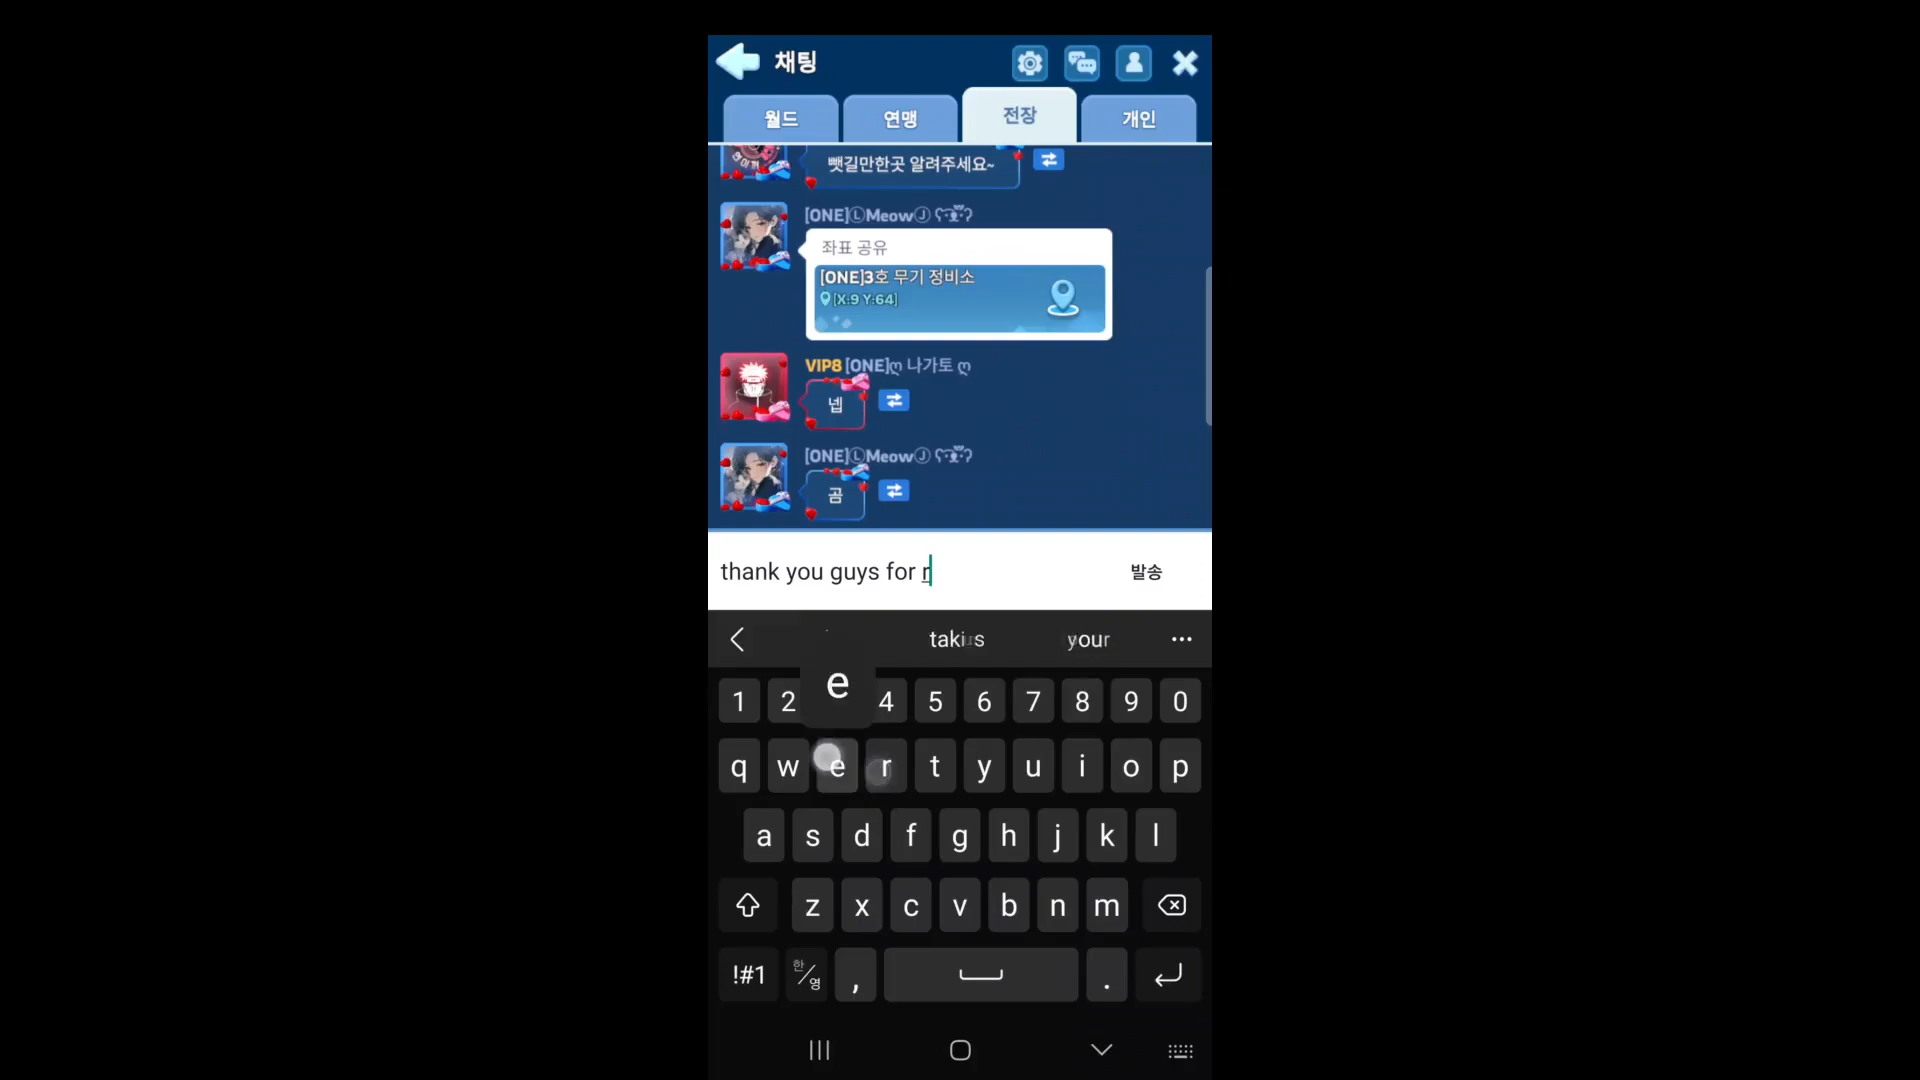 채팅
월드 연맹 전장 개인
뺏길만한곳 알려주세요~
[ONE]ⓁMeowⒿ
좌표 공유
[ONE]3호 무기 정비소
[X:9 Y:64]
VIP8 [ONE]ღ 나가토 ღ
넵
[ONE]ⓁMeowⒿ
곰
thank you guys for r
발송
your
e
1 2 4 5 6 7 8 9 0
q w e r t y u i o p
a s d f g h j k l
z x c v b n m
!#1 한/영 , .